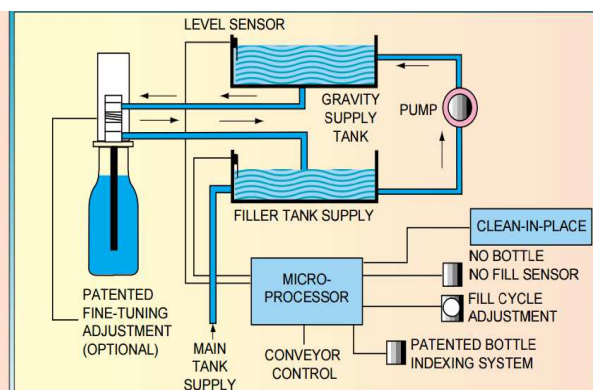 LEVEL SENSOR
GRAVITY
SUPPLY
TANK
PUMP
FILLER TANK SUPPLY
CLEAN-IN-PLACE
NO BOTTLE
NO FILL SENSOR
MICRO-
PROCESSOR
FILL CYCLE
ADJUSTMENT
PATENTED
FINE-TUNING
ADJUSTMENT
(OPTIONAL)
MAIN
TANK
SUPPLY
CONVEYOR
CONTROL
PATENTED BOTTLE
INDEXING SYSTEM